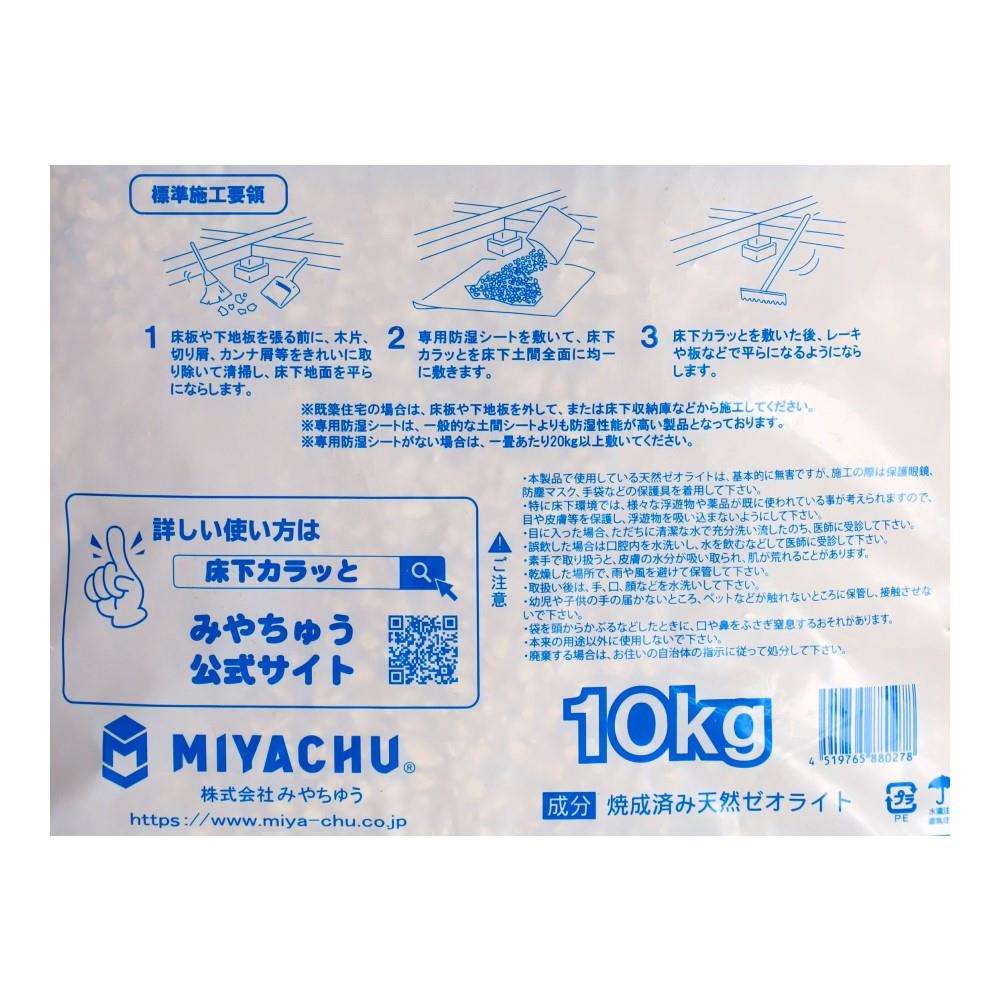 標準施工要領
1 床板や下地板を張る前に、木片、
切り屑、カンナ屑等をきれいに取
り除いて清掃し、床下地面を平ら
にならします。
2 専用防湿シートを敷いて、床下
カラッとを床下土間全面に均一
に敷きます。
3 床下カラッとを敷いた後、レーキ
や板などで平らになるようになら
します。
※既築住宅の場合は、床板や下地板を外して、または床下収納庫などから施工してください。
※専用防湿シートは、一般的な土間シートよりも防湿性能が高い製品となっております。
※専用防湿シートがない場合は、一畳あたり20kg以上敷いてください。
詳しい使い方は
床下カラッと
みやちゅう
公式サイト
ご注意
・本製品で使用している天然ゼオライトは、基本的に無害ですが、施工の際は保護眼鏡、
防塵マスク、手袋などの保護具を着用して下さい。
・特に床下環境では、様々な浮遊物や薬品が既に使われている事が考えられますので、
目や皮膚等を保護し、浮遊物を吸い込まないようにして下さい。
・目に入った場合、ただちに清潔な水で充分洗い流したのち、医師に受診して下さい。
・誤飲した場合は口腔内を水洗いし、水を飲むなどして医師に受診して下さい。
・素手で取り扱うと、皮膚の水分が吸い取られ、肌が荒れることがあります。
・乾燥した場所で、雨や風を避けて保管して下さい。
・取扱い後は、手、口、顔などを水洗いして下さい。
・幼児や子供の手の届かないところ、ペットなどが触れないところに保管し、接触させな
いで下さい。
・袋を頭からかぶるなどしたときに、口や鼻をふさぎ窒息するおそれがあります。
・本来の用途以外に使用しないで下さい。
・廃棄する場合は、お住いの自治体の指示に従って処分して下さい。
MIYACHU®
株式会社みやちゅう
https://www.miya-chu.co.jp
10kg
4 519765 880278
成分 焼成済み天然ゼオライト
プラ
PE
水濡注